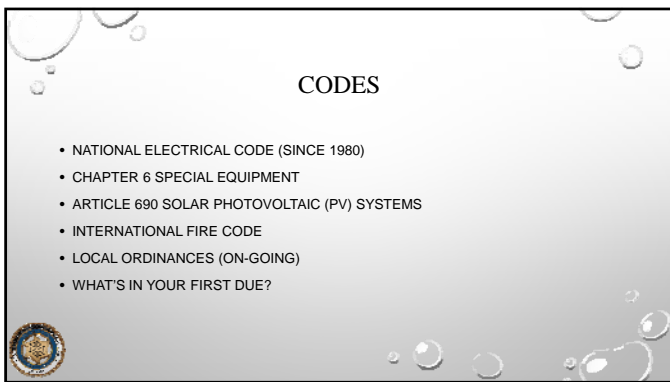 CODES
• NATIONAL ELECTRICAL CODE (SINCE 1980)
• CHAPTER 6 SPECIAL EQUIPMENT
• ARTICLE 690 SOLAR PHOTOVOLTAIC (PV) SYSTEMS
• INTERNATIONAL FIRE CODE
• LOCAL ORDINANCES (ON-GOING)
• WHAT'S IN YOUR FIRST DUE?